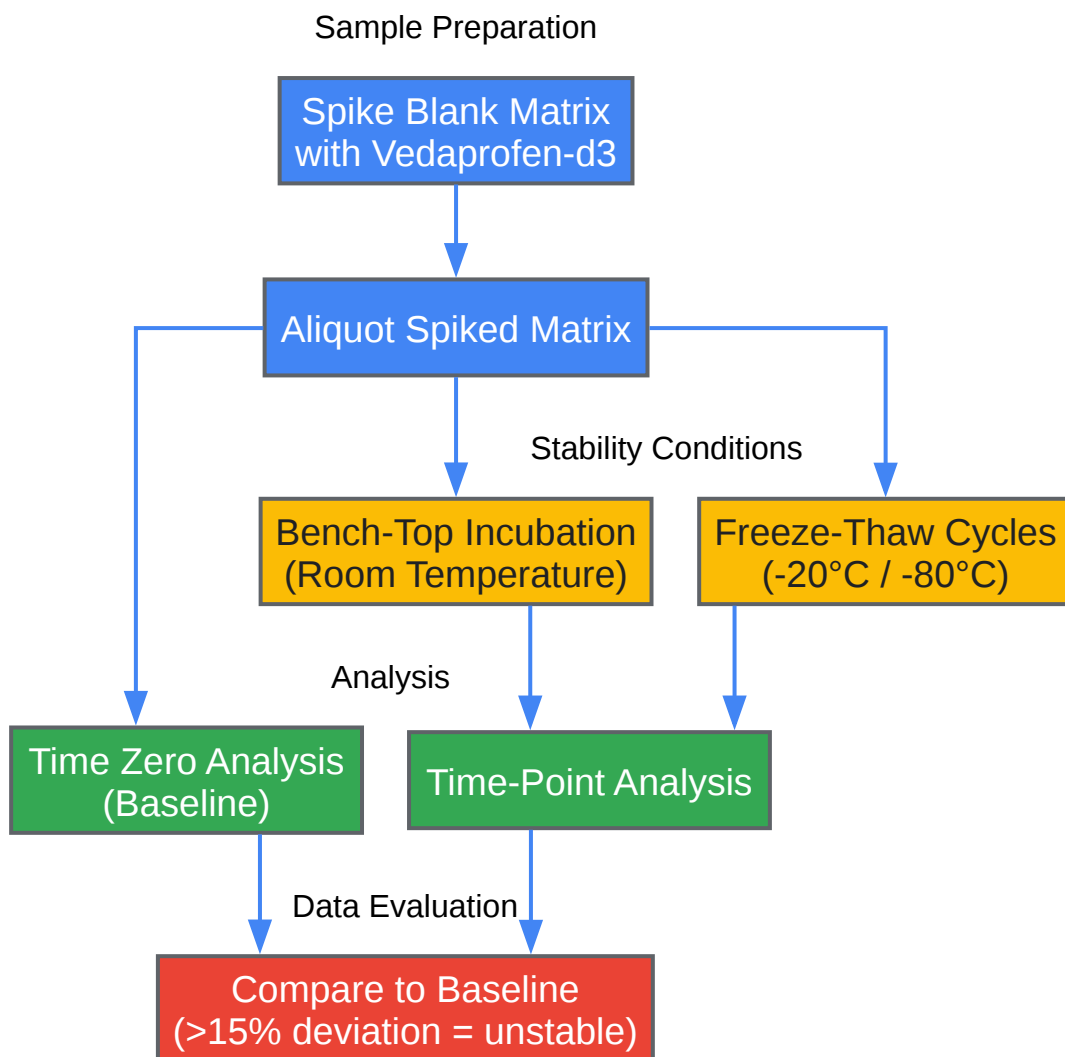 Sample Preparation
Spike Blank Matrix
with Vedaprofen-d3
Aliquot Spiked Matrix
Stability Conditions
Bench-Top Incubation
(Room Temperature)
Freeze-Thaw Cycles
(-20°C / -80°C)
Analysis
Time Zero Analysis
(Baseline)
Time-Point Analysis
Data Evaluation
Compare to Baseline
(>15% deviation = unstable)